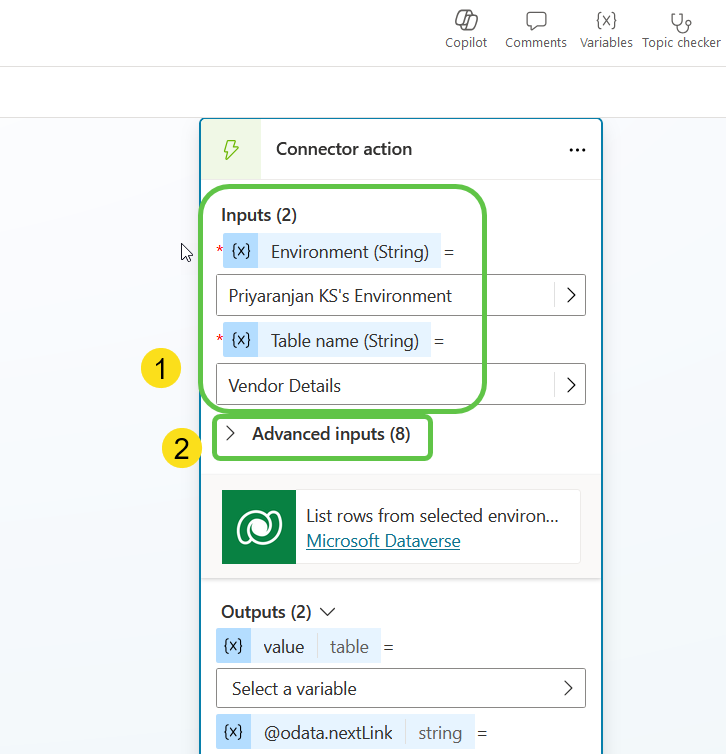 Copilot Comments Variables Topic checker
Connector action
Inputs (2)
* {x} Environment (String) =
Priyaranjan KS's Environment
* {x} Table name (String) =
1
Vendor Details
Advanced inputs (8)
2
List rows from selected environ...
Microsoft Dataverse
Outputs (2)
{x} value table =
Select a variable
{x} @odata.nextLink string =